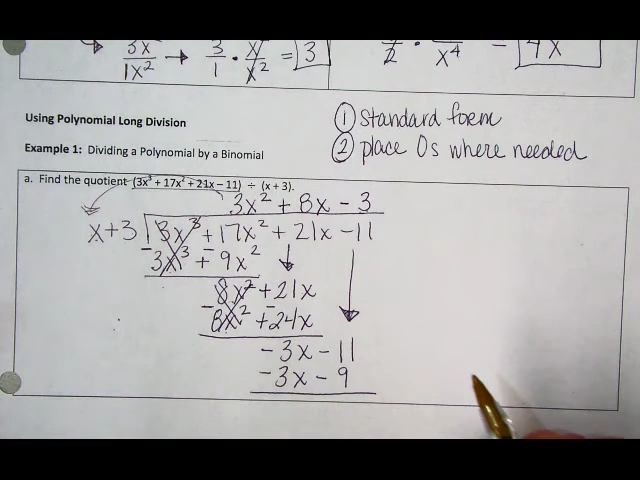 3x/1x² → 3/1 · x/x² = 3
/2 · x⁴ = 4x
Using Polynomial Long Division
① Standard form
② place 0s where needed
Example 1: Dividing a Polynomial by a Binomial
a. Find the quotient (3x³ + 17x² + 21x – 11) ÷ (x + 3).
3x² + 8x - 3
x+3 3x³ + 17x² + 21x - 11
- 3x³ + 9x²
8x² + 21x
- 8x² + 24x
-3x - 11
-3x - 9